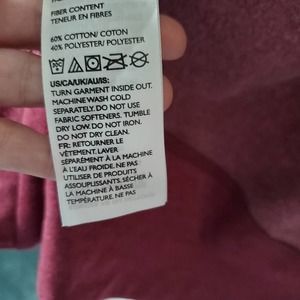 FIBER CONTENT
TENEUR EN FIBRES
60% COTTON/ COTON
40% POLYESTER/ POLYESTER
US/CA/UK/AU/IS:
TURN GARMENT INSIDE OUT.
MACHINE WASH COLD
SEPARATELY. DO NOT USE
FABRIC SOFTENERS. TUMBLE
DRY LOW. DO NOT IRON.
DO NOT DRY CLEAN.
FR: RETOURNER LE
VÊTEMENT. LAVER
SÉPARÉMENT À LA MACHINE
À L'EAU FROIDE. NE PAS
UTILISER DE PRODUITS
ASSOUPLISSANTS. SÉCHER À
LA MACHINE À BASSE
TEMPÉRATURE. NE PAS